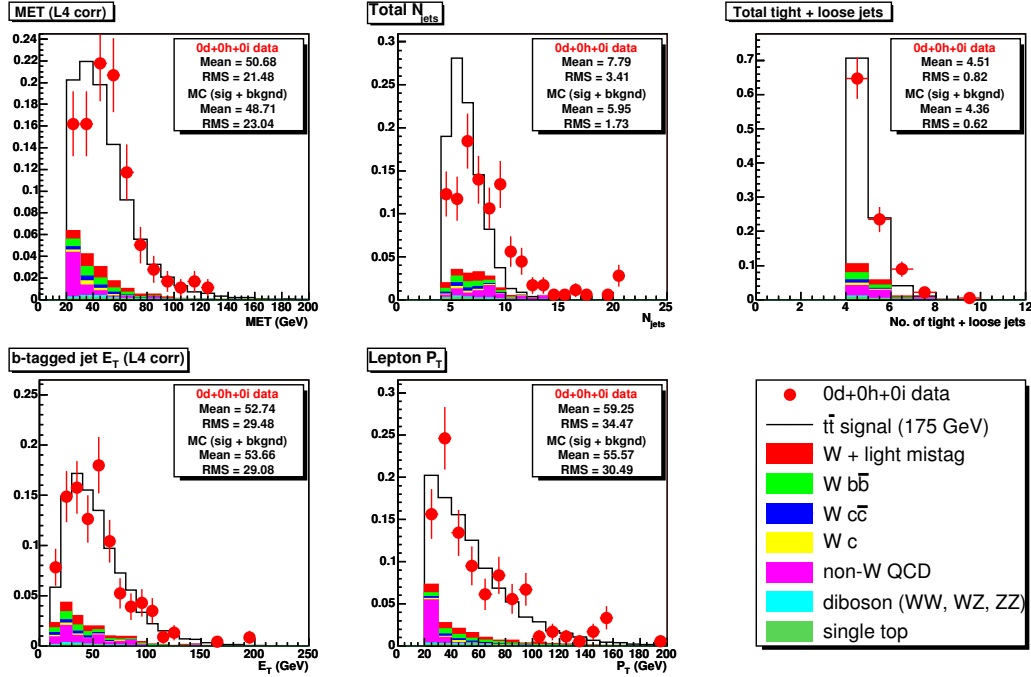 MET (L4 corr)
0d+0h+0i data
Mean = 50.68
RMS = 21.48
MC (sig + bkgnd)
Mean = 48.71
RMS = 23.04
0.24
0.22
0.2
0.18
0.16
0.14
0.12
0.1
0.08
0.06
0.04
0.02
0
0 20 40 60 80 100 120 140 160 180 200
MET (GeV)
Total N_jets
0d+0h+0i data
Mean = 7.79
RMS = 3.41
MC (sig + bkgnd)
Mean = 5.95
RMS = 1.73
0.3
0.25
0.2
0.15
0.1
0.05
0
0 5 10 15 20 25
N_jets
Total tight + loose jets
0d+0h+0i data
Mean = 4.51
RMS = 0.82
MC (sig + bkgnd)
Mean = 4.36
RMS = 0.62
0.7
0.6
0.5
0.4
0.3
0.2
0.1
0
0 2 4 6 8 10 12
No. of tight + loose jets
b-tagged jet E_T (L4 corr)
0d+0h+0i data
Mean = 52.74
RMS = 29.48
MC (sig + bkgnd)
Mean = 53.66
RMS = 29.08
0.25
0.2
0.15
0.1
0.05
0
0 50 100 150 200 250
E_T (GeV)
Lepton P_T
0d+0h+0i data
Mean = 59.25
RMS = 34.47
MC (sig + bkgnd)
Mean = 55.57
RMS = 30.49
0.3
0.25
0.2
0.15
0.1
0.05
0
0 20 40 60 80 100 120 140 160 180 200
P_T (GeV)
0d+0h+0i data
tt̄ signal (175 GeV)
W + light mistag
W bb̄
W cc̄
W c
non-W QCD
diboson (WW, WZ, ZZ)
single top